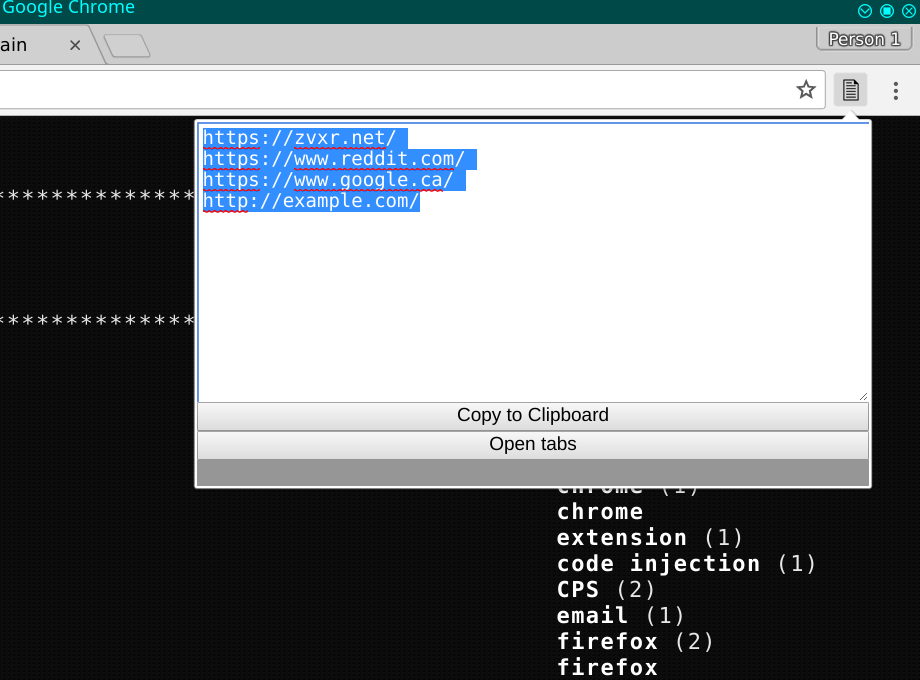 Google Chrome
ain
Person 1
https://zvxr.net/
https://www.reddit.com/
https://www.google.ca/
http://example.com/
**************
**************
Copy to Clipboard
Open tabs
chrome (1)
chrome
extension (1)
code injection (1)
CPS (2)
email (1)
firefox (2)
firefox